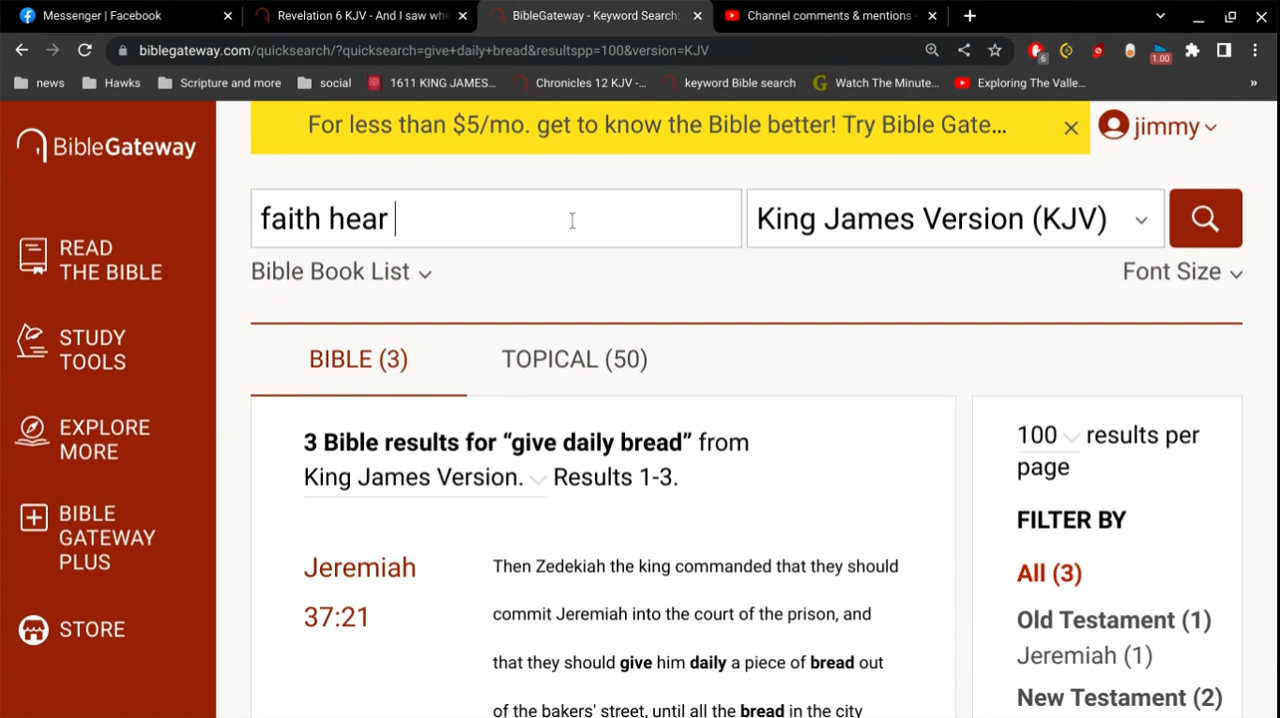 Messenger | Facebook
Revelation 6 KJV - And I saw whe
BibleGateway - Keyword Search:
Channel comments & mentions -
biblegateway.com/quicksearch/?quicksearch=give+daily+bread&resultspp=100&version=KJV
6
1.00
news
Hawks
Scripture and more
social
1611 KING JAMES...
Chronicles 12 KJV -...
keyword Bible search
Watch The Minute...
Exploring The Valle...
»
BibleGateway
For less than $5/mo. get to know the Bible better! Try Bible Gate...
jimmy
faith hear
King James Version (KJV)
Bible Book List
Font Size
READ
THE BIBLE
STUDY
TOOLS
EXPLORE
MORE
BIBLE
GATEWAY
PLUS
STORE
BIBLE (3)
TOPICAL (50)
3 Bible results for “give daily bread” from
King James Version. Results 1-3.
Jeremiah
37:21
Then Zedekiah the king commanded that they should
commit Jeremiah into the court of the prison, and
that they should give him daily a piece of bread out
of the bakers' street, until all the bread in the city
100 results per
page
FILTER BY
All (3)
Old Testament (1)
Jeremiah (1)
New Testament (2)